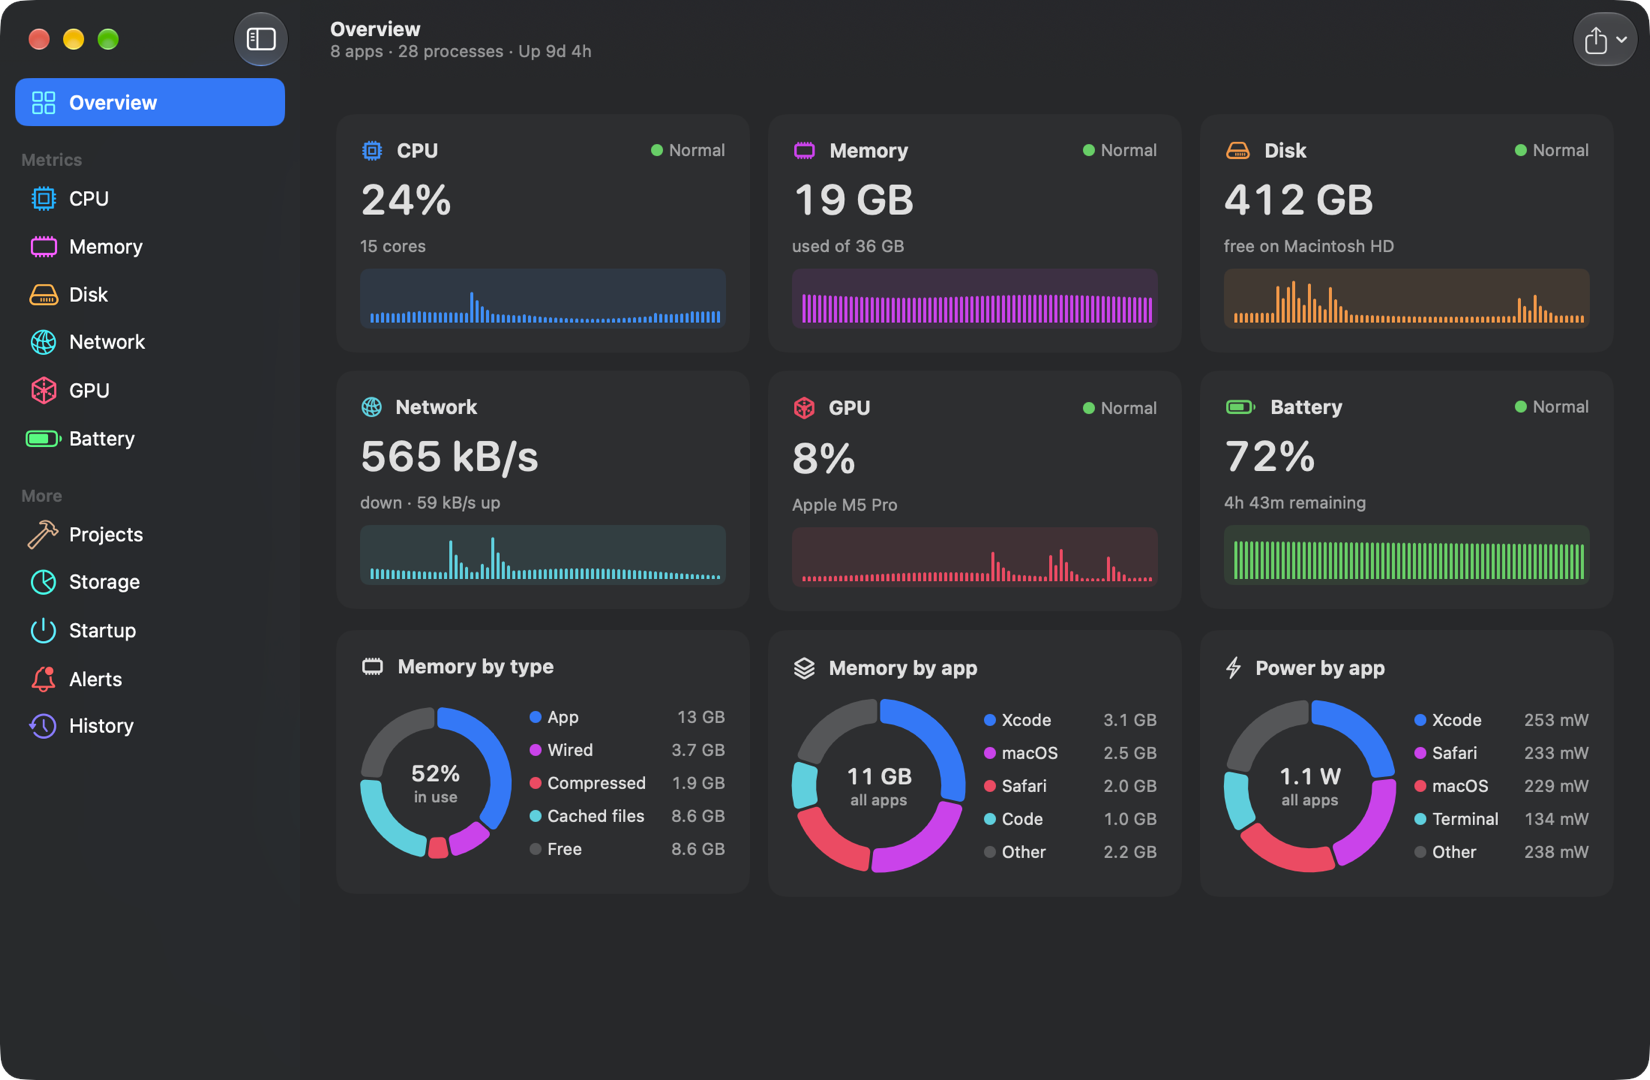 Overview
8 apps · 28 processes · Up 9d 4h
Overview
Metrics
CPU
Memory
Disk
Network
GPU
Battery
More
Projects
Storage
Startup
Alerts
History
CPU
Normal
24%
15 cores
Memory
Normal
19 GB
used of 36 GB
Disk
Normal
412 GB
free on Macintosh HD
Network
565 kB/s
down · 59 kB/s up
GPU
Normal
8%
Apple M5 Pro
Battery
Normal
72%
4h 43m remaining
Memory by type
52%
in use
App 13 GB
Wired 3.7 GB
Compressed 1.9 GB
Cached files 8.6 GB
Free 8.6 GB
Memory by app
11 GB
all apps
Xcode 3.1 GB
macOS 2.5 GB
Safari 2.0 GB
Code 1.0 GB
Other 2.2 GB
Power by app
1.1 W
all apps
Xcode 253 mW
Safari 233 mW
macOS 229 mW
Terminal 134 mW
Other 238 mW